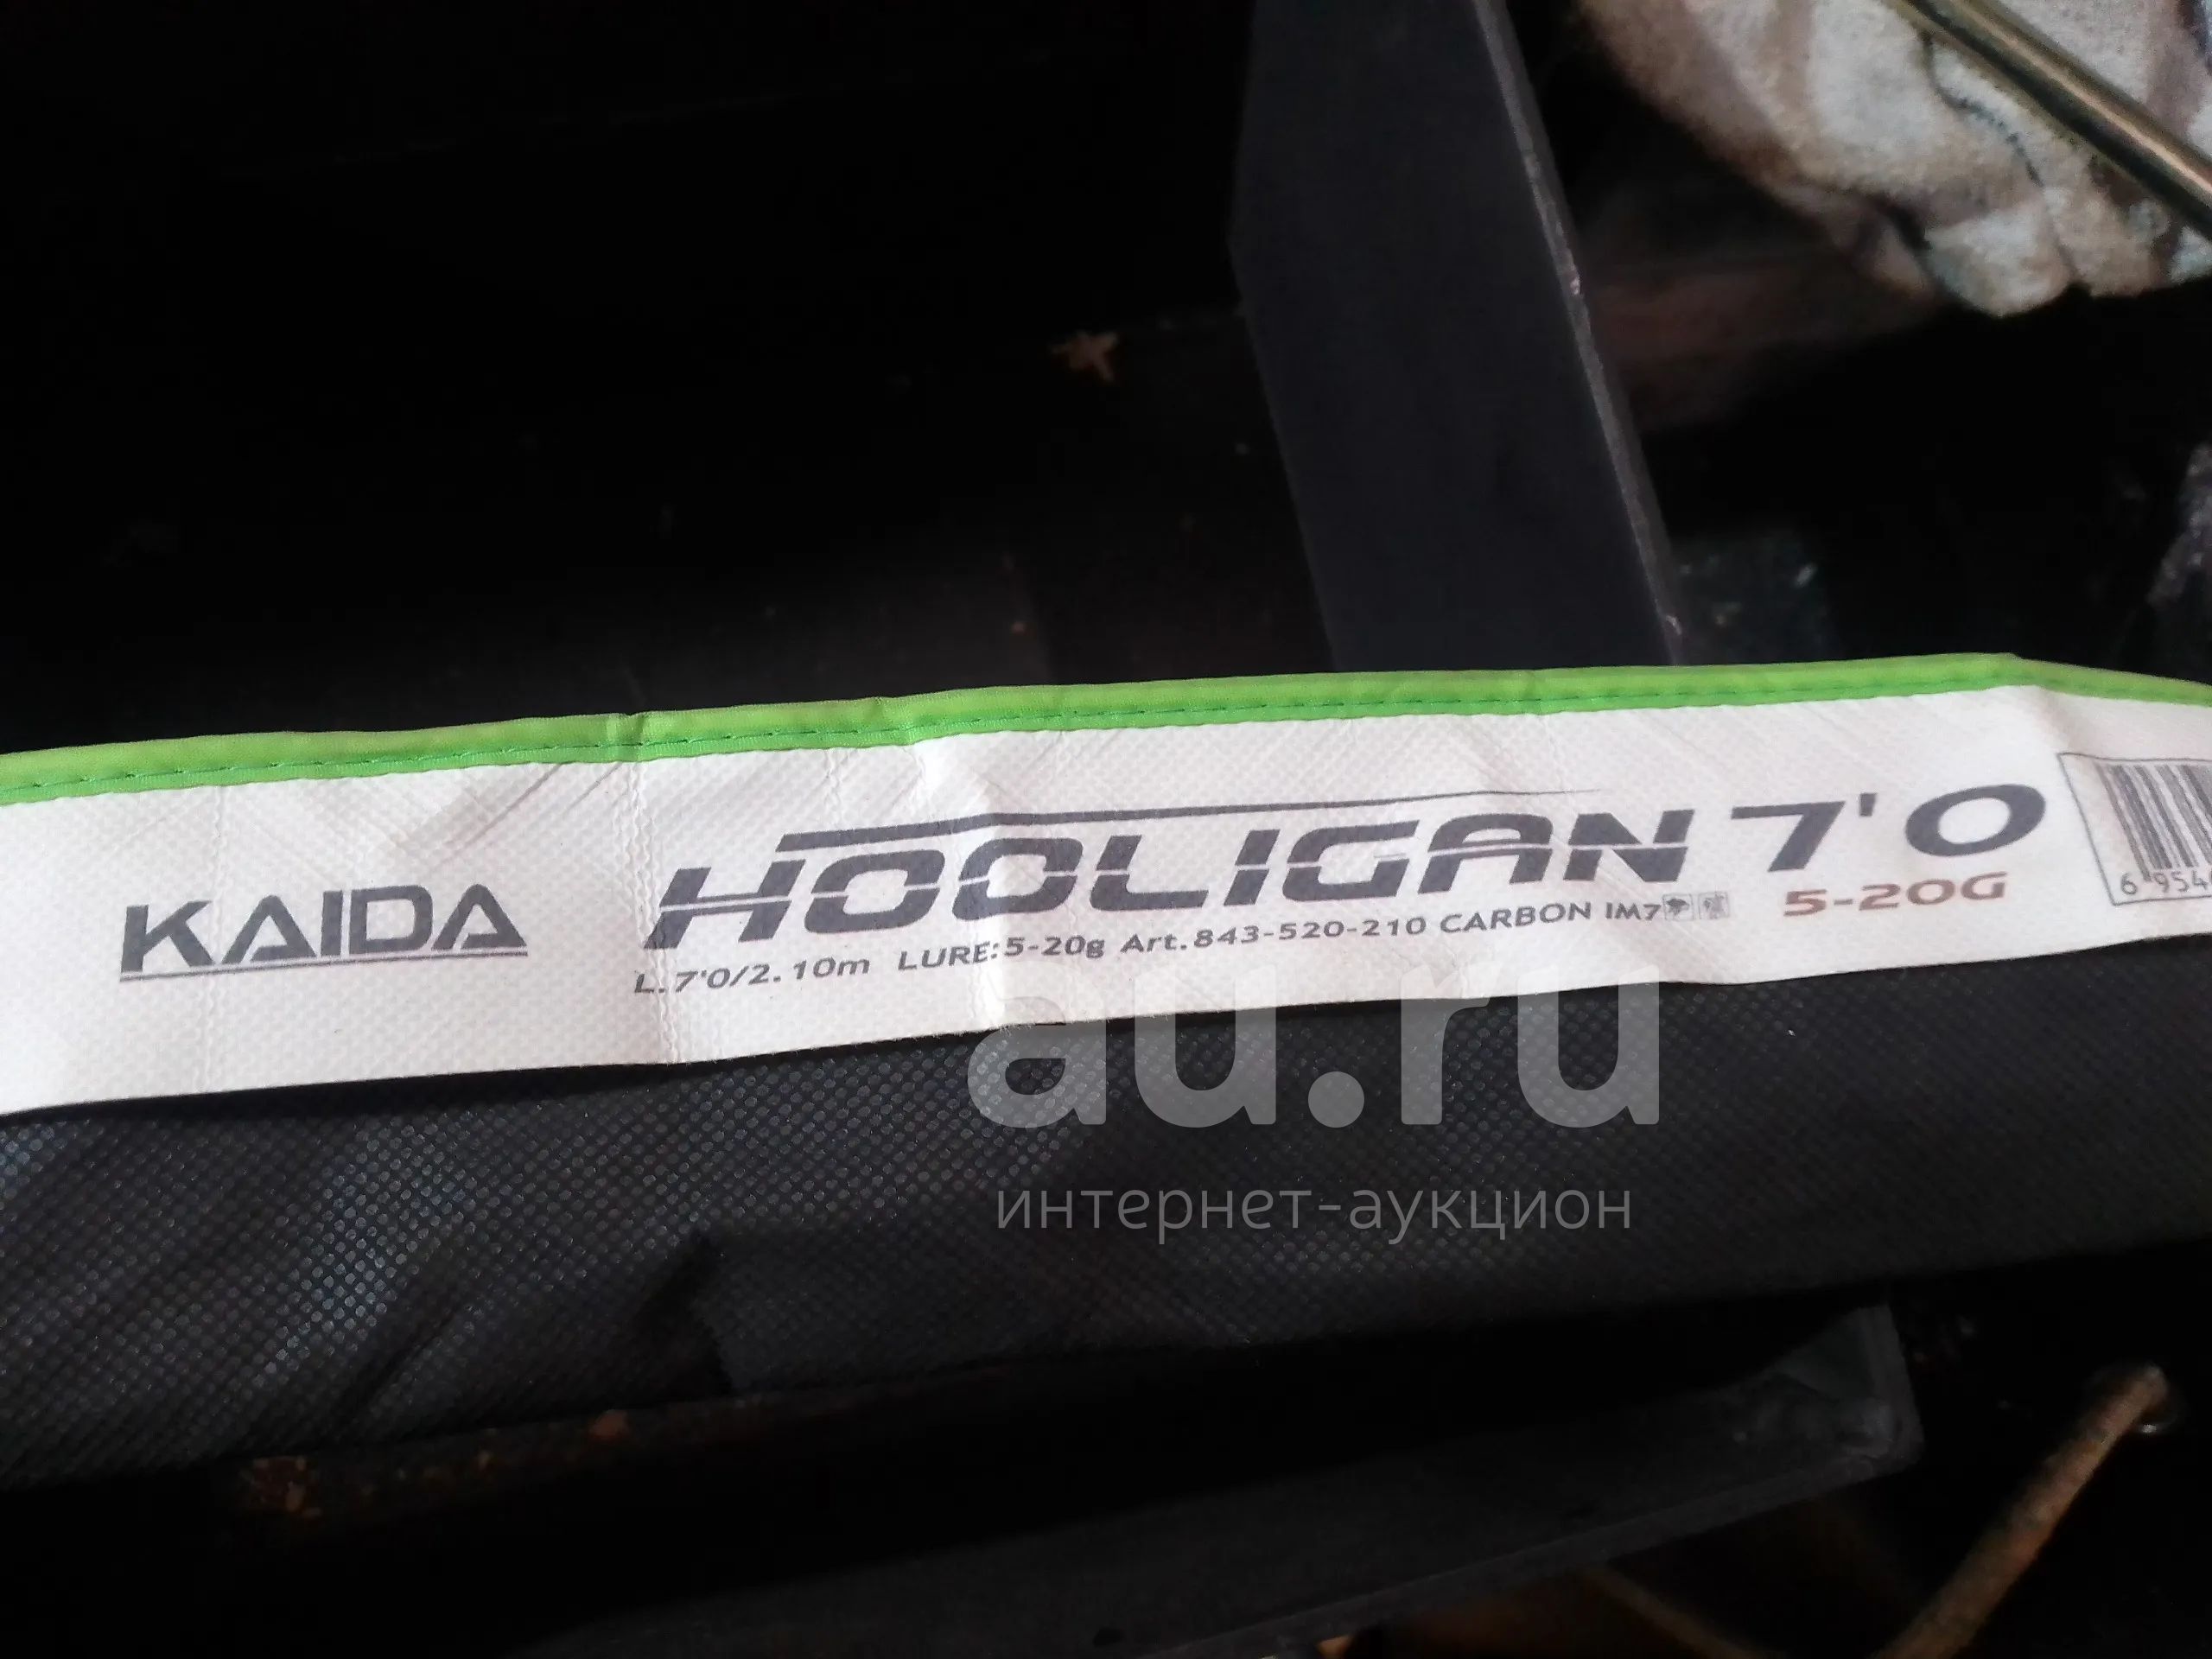 KAIDA
HOOLIGAN 7'0
5-20G
L.7'0/2.10m LURE:5-20g Art.843-520-210 CARBON IM7
au.ru
интернет-аукцион